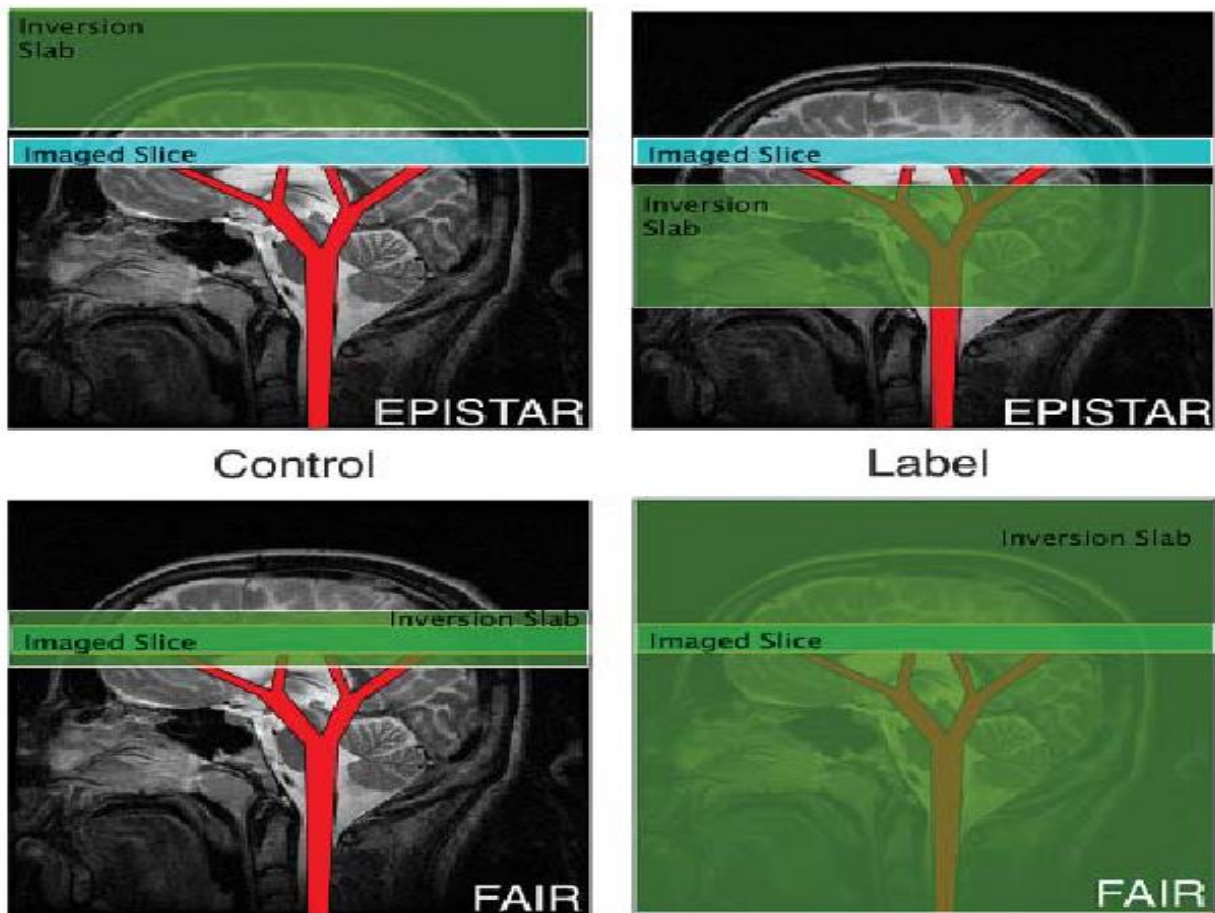 Inversion
Slab
Imaged Slice
EPISTAR
Imaged Slice
Inversion
Slab
EPISTAR
Control
Label
Inversion Slab
Imaged Slice
FAIR
Inversion Slab
Imaged Slice
FAIR